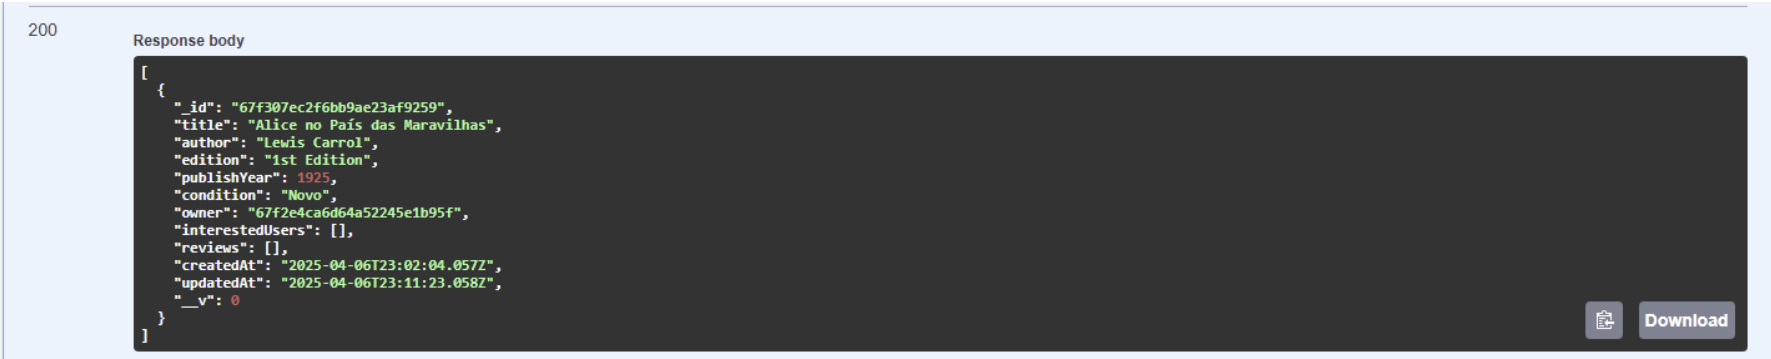 200
Response body
[
{
"_id": "67f307ec2f6bb9ae23af9259",
"title": "Alice no País das Maravilhas",
"author": "Lewis Carrol",
"edition": "1st Edition",
"publishYear": 1925,
"condition": "Novo",
"owner": "67f2e4ca6d64a52245e1b95f",
"interestedUsers": [],
"reviews": [],
"createdAt": "2025-04-06T23:02:04.057Z",
"updatedAt": "2025-04-06T23:11:23.058Z",
"__v": 0
}
]
Download